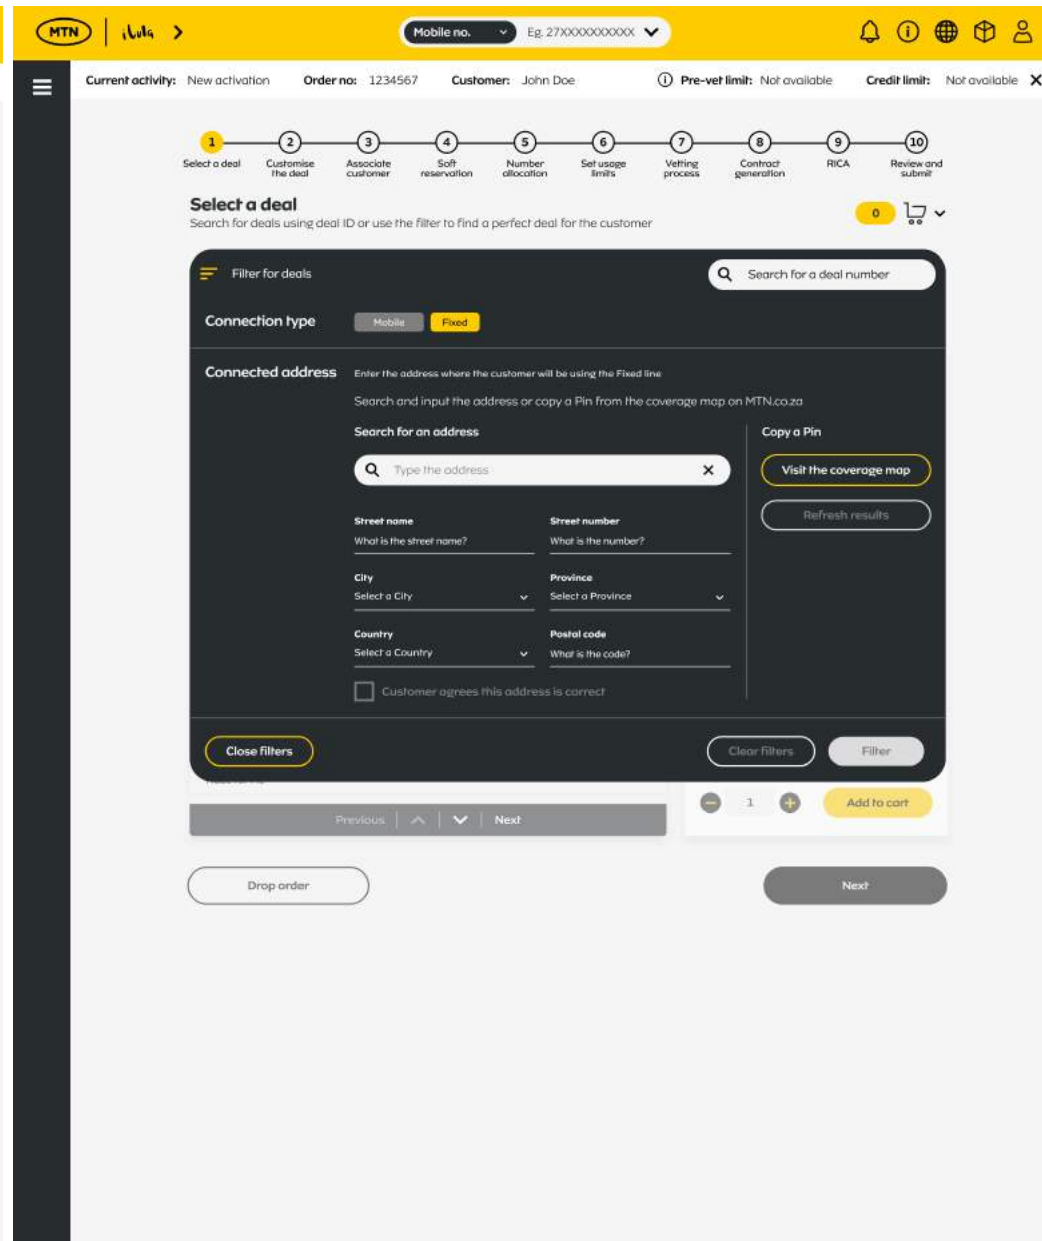 MTN
ilula
Mobile no.
Eg. 27XXXXXXXXXX
Current activity: New activation
Order no: 1234567
Customer: John Doe
Pre-vet limit: Not available
Credit limit: Not available
1 2 3 4 5 6 7 8 9 10
Select a deal
Customise the deal
Associate customer
Soft reservation
Number allocation
Set usage limits
Vetting process
Contract generation
RICA
Review and submit
Select a deal
Search for deals using deal ID or use the filter to find a perfect deal for the customer
0
Filter for deals
Search for a deal number
Connection type
Mobile
Fixed
Connected address
Enter the address where the customer will be using the Fixed line
Search and input the address or copy a Pin from the coverage map on MTN.co.za
Search for an address
Copy a Pin
Type the address
Visit the coverage map
Refresh results
Street name
Street number
What is the street name?
What is the number?
City
Province
Select a City
Select a Province
Country
Postal code
Select a Country
What is the code?
Customer agrees this address is correct
Close filters
Clear filters
Filter
1
Add to cart
Previous
Next
Drop order
Next